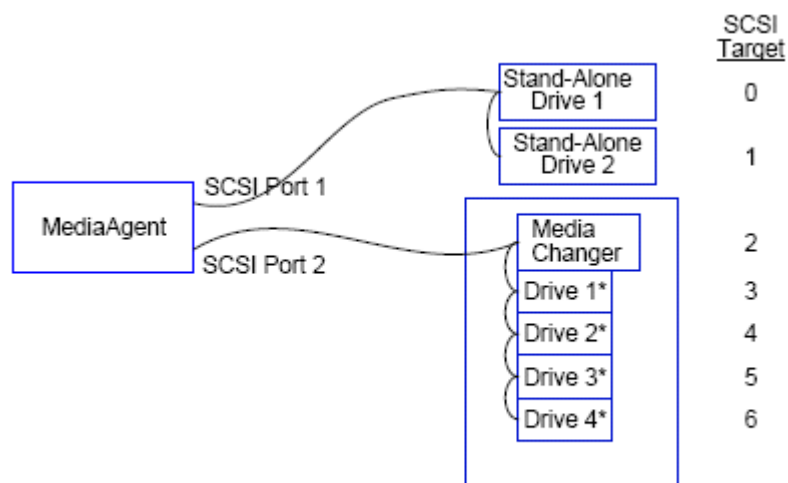 SCSI
Target
Stand-Alone
Drive 1
0
Stand-Alone
Drive 2
1
SCSI Port 1
MediaAgent
SCSI Port 2
Media
Changer
2
Drive 1*
3
Drive 2*
4
Drive 3*
5
Drive 4*
6